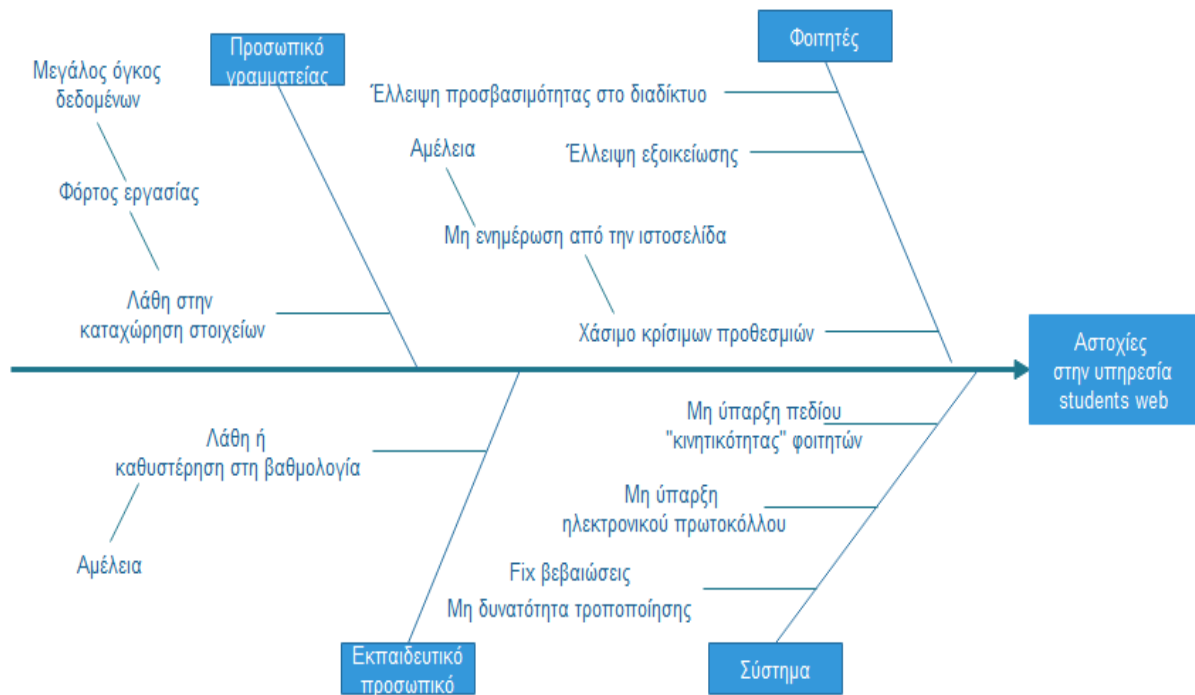 Προσωπικό
γραμματείας
Φοιτητές
Μεγάλος όγκος
δεδομένων
Έλλειψη προσβασιμότητας στο διαδίκτυο
Αμέλεια
Έλλειψη εξοικείωσης
Φόρτος εργασίας
Μη ενημέρωση από την ιστοσελίδα
Λάθη στην
καταχώρηση στοιχείων
Χάσιμο κρίσιμων προθεσμιών
Αστοχίες
στην υπηρεσία
students web
Μη ύπαρξη πεδίου
"κινητικότητας" φοιτητών
Λάθη ή
καθυστέρηση στη βαθμολογία
Μη ύπαρξη
ηλεκτρονικού πρωτοκόλλου
Αμέλεια
Fix βεβαιώσεις
Μη δυνατότητα τροποποίησης
Εκπαιδευτικό
προσωπικό
Σύστημα